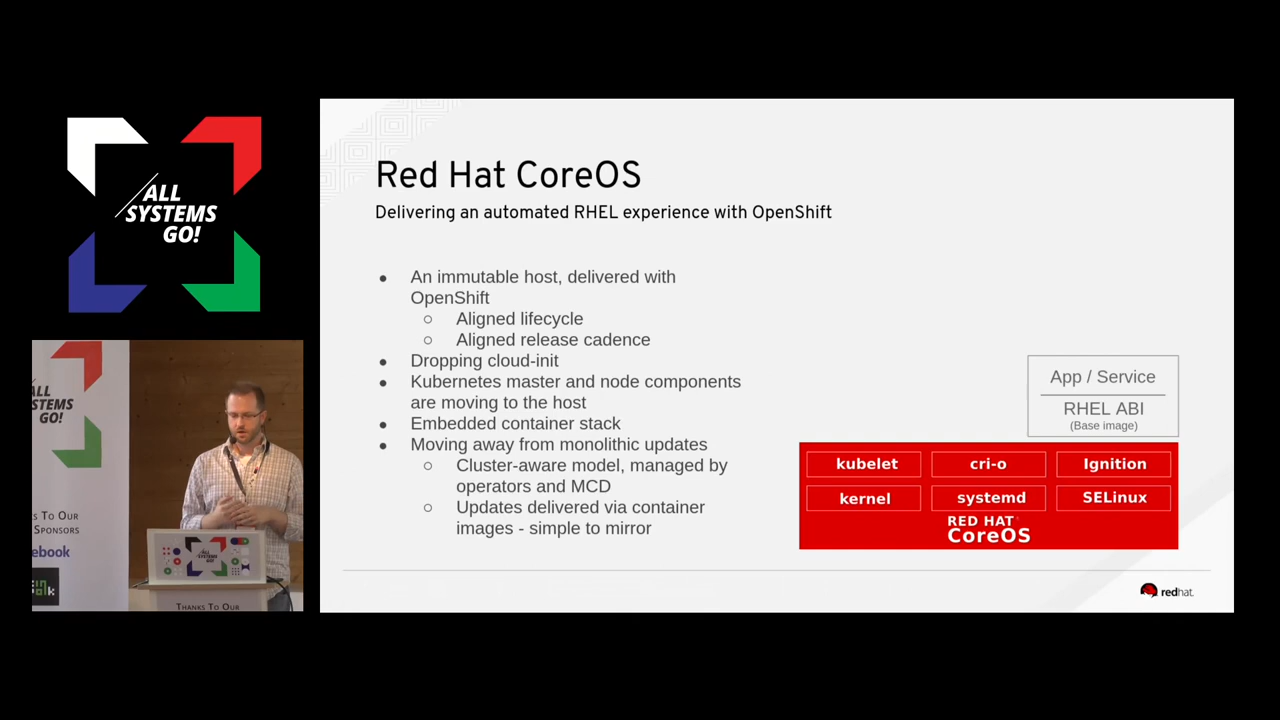 ALL
SYSTEMS
GO!
Red Hat CoreOS
Delivering an automated RHEL experience with OpenShift
An immutable host, delivered with
OpenShift
Aligned lifecycle
Aligned release cadence
Dropping cloud-init
Kubernetes master and node components
are moving to the host
Embedded container stack
Moving away from monolithic updates
Cluster-aware model, managed by
operators and MCD
Updates delivered via container
images - simple to mirror
App / Service
RHEL ABI
(Base image)
kubelet
cri-o
Ignition
kernel
systemd
SELinux
RED HAT
CoreOS
redhat.
ALL
STEMS
GO!
s To Our
Sponsors
ebook
ALL
SYSTEMS
GO!
Thanks To Our